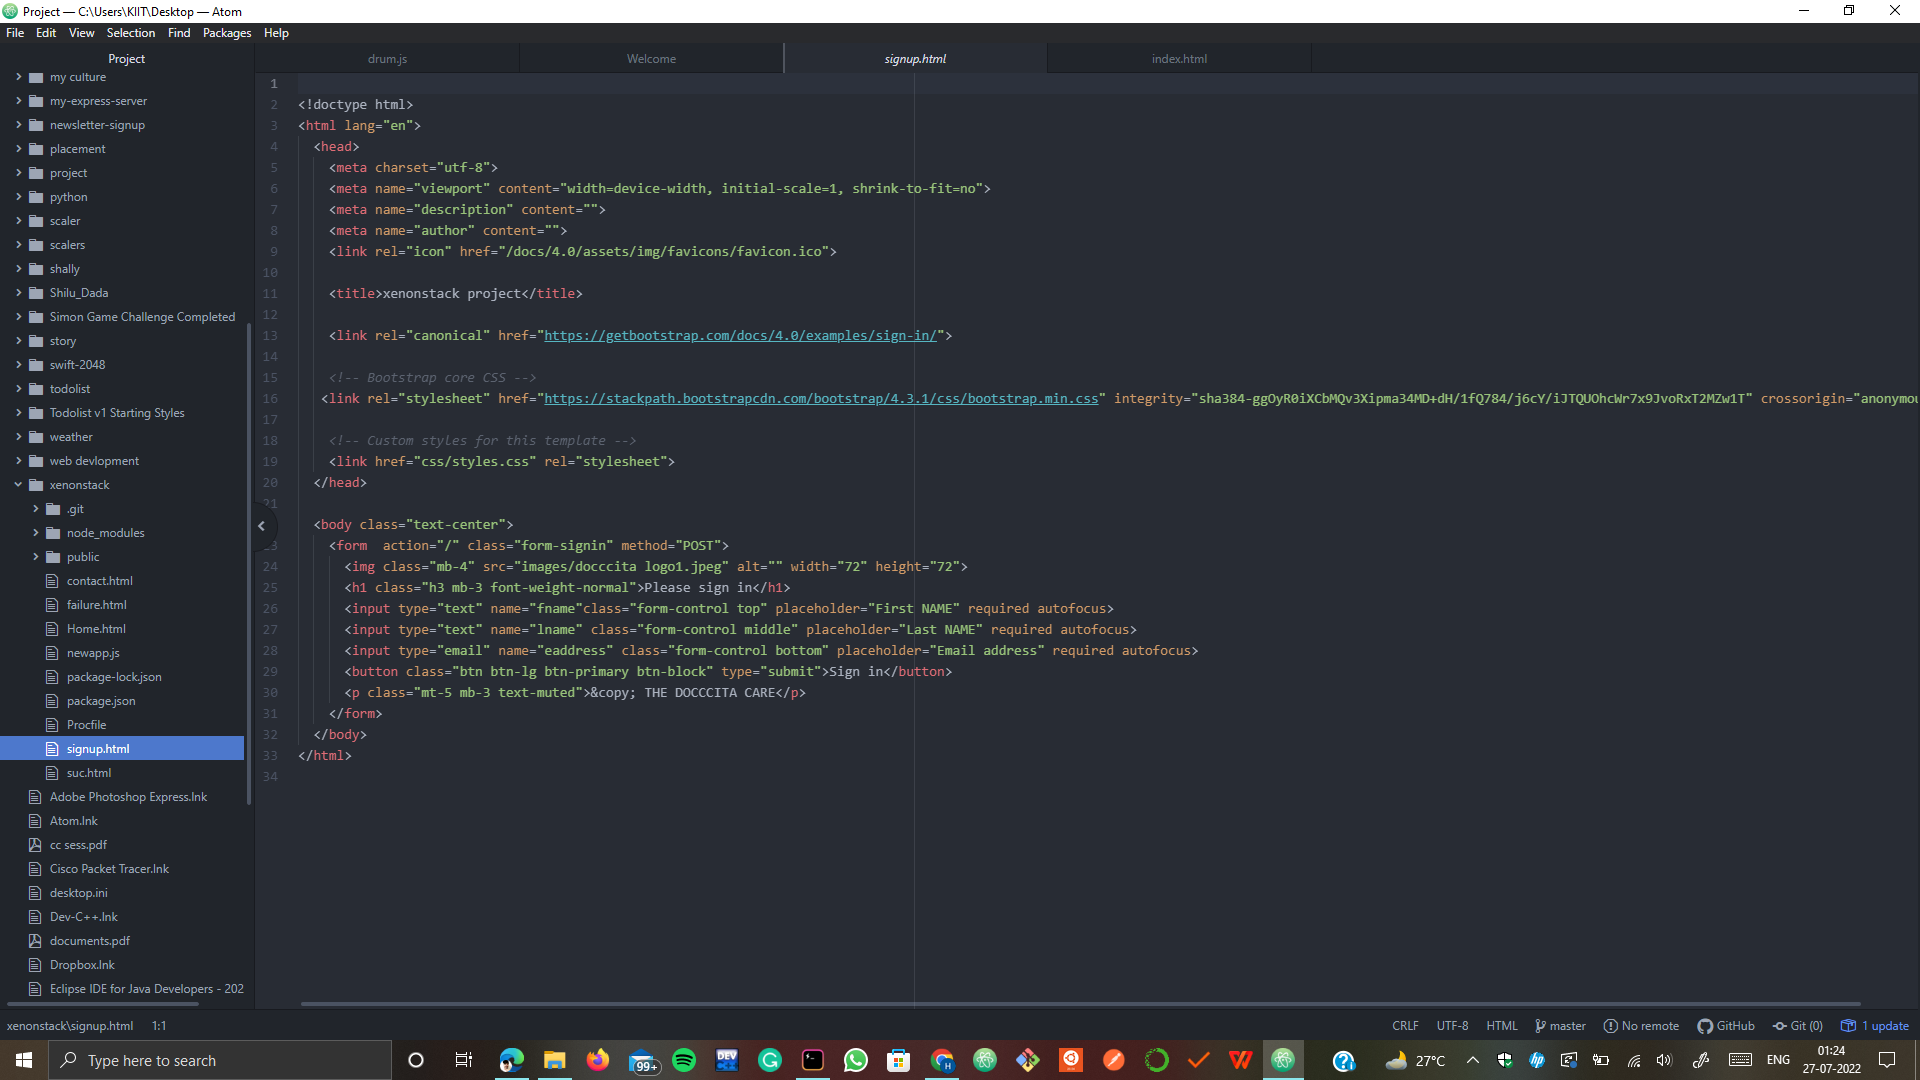 Project — C:\Users\KIIT\Desktop — Atom
File Edit View Selection Find Packages Help
Project
drum.js Welcome signup.html index.html
my culture
my-express-server
newsletter-signup
placement
project
python
scaler
scalers
shally
Shilu_Dada
Simon Game Challenge Completed
story
swift-2048
todolist
Todolist v1 Starting Styles
weather
web devlopment
xenonstack
.git
node_modules
public
contact.html
failure.html
Home.html
newapp.js
package-lock.json
package.json
Procfile
signup.html
suc.html
Adobe Photoshop Express.lnk
Atom.lnk
cc sess.pdf
Cisco Packet Tracer.lnk
desktop.ini
Dev-C++.lnk
documents.pdf
Dropbox.lnk
Eclipse IDE for Java Developers - 202
1
2 <!doctype html>
3 <html lang="en">
4 <head>
5 <meta charset="utf-8">
6 <meta name="viewport" content="width=device-width, initial-scale=1, shrink-to-fit=no">
7 <meta name="description" content="">
8 <meta name="author" content="">
9 <link rel="icon" href="/docs/4.0/assets/img/favicons/favicon.ico">
10
11 <title>xenonstack project</title>
12
13 <link rel="canonical" href="https://getbootstrap.com/docs/4.0/examples/sign-in/">
14
15 <!-- Bootstrap core CSS -->
16 <link rel="stylesheet" href="https://stackpath.bootstrapcdn.com/bootstrap/4.3.1/css/bootstrap.min.css" integrity="sha384-ggOyR0iXCbMQv3Xipma34MD+dH/1fQ784/j6cY/iJTQUOhcWr7x9JvoRxT2MZw1T" crossorigin="anonymou
17
18 <!-- Custom styles for this template -->
19 <link href="css/styles.css" rel="stylesheet">
20 </head>
21
<body class="text-center">
3 <form  action="/" class="form-signin" method="POST">
24 <img class="mb-4" src="images/docccita logo1.jpeg" alt="" width="72" height="72">
25 <h1 class="h3 mb-3 font-weight-normal">Please sign in</h1>
26 <input type="text" name="fname"class="form-control top" placeholder="First NAME" required autofocus>
27 <input type="text" name="lname" class="form-control middle" placeholder="Last NAME" required autofocus>
28 <input type="email" name="eaddress" class="form-control bottom" placeholder="Email address" required autofocus>
29 <button class="btn btn-lg btn-primary btn-block" type="submit">Sign in</button>
30 <p class="mt-5 mb-3 text-muted">&copy; THE DOCCCITA CARE</p>
31 </form>
32 </body>
33 </html>
34
xenonstack\signup.html 1:1 CRLF UTF-8 HTML master No remote GitHub Git (0) 1 update
Type here to search 99+ DEV 27°C ENG 01:24
27-07-2022